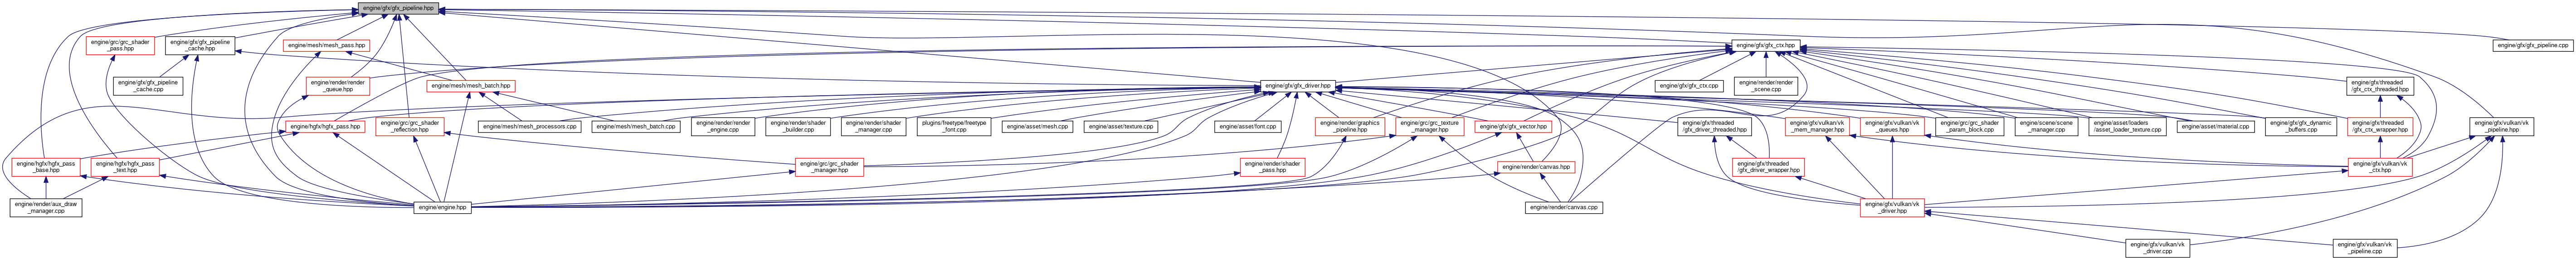 engine/gfx/gfx_pipeline.hpp
engine/grc/grc_shader
_pass.hpp
engine/gfx/gfx_pipeline
_cache.hpp
engine/mesh/mesh_pass.hpp
engine/gfx/gfx_ctx.hpp
engine/gfx/gfx_pipeline.cpp
engine/gfx/gfx_pipeline
_cache.cpp
engine/render/render
_queue.hpp
engine/mesh/mesh_batch.hpp
engine/gfx/gfx_driver.hpp
engine/gfx/gfx_ctx.cpp
engine/render/render
_scene.cpp
engine/gfx/threaded
/gfx_ctx_threaded.hpp
engine/hgfx/hgfx_pass.hpp
engine/grc/grc_shader
_reflection.hpp
engine/mesh/mesh_processors.cpp
engine/mesh/mesh_batch.cpp
engine/render/render
_engine.cpp
engine/render/shader
_builder.cpp
engine/render/shader
_manager.cpp
plugins/freetype/freetype
_font.cpp
engine/asset/mesh.cpp
engine/asset/texture.cpp
engine/asset/font.cpp
engine/render/graphics
_pipeline.hpp
engine/grc/grc_texture
_manager.hpp
engine/gfx/gfx_vector.hpp
engine/gfx/threaded
/gfx_driver_threaded.hpp
engine/gfx/vulkan/vk
_mem_manager.hpp
engine/gfx/vulkan/vk
_queues.hpp
engine/grc/grc_shader
_param_block.cpp
engine/scene/scene
_manager.cpp
engine/asset/loaders
/asset_loader_texture.cpp
engine/asset/material.cpp
engine/gfx/gfx_dynamic
_buffers.cpp
engine/gfx/threaded
/gfx_ctx_wrapper.hpp
engine/gfx/vulkan/vk
_pipeline.hpp
engine/hgfx/hgfx_pass
_base.hpp
engine/hgfx/hgfx_pass
_text.hpp
engine/grc/grc_shader
_manager.hpp
engine/render/shader
_pass.hpp
engine/render/canvas.hpp
engine/gfx/threaded
/gfx_driver_wrapper.hpp
engine/gfx/vulkan/vk
_ctx.hpp
engine/render/aux_draw
_manager.cpp
engine/engine.hpp
engine/render/canvas.cpp
engine/gfx/vulkan/vk
_driver.hpp
engine/gfx/vulkan/vk
_driver.cpp
engine/gfx/vulkan/vk
_pipeline.cpp